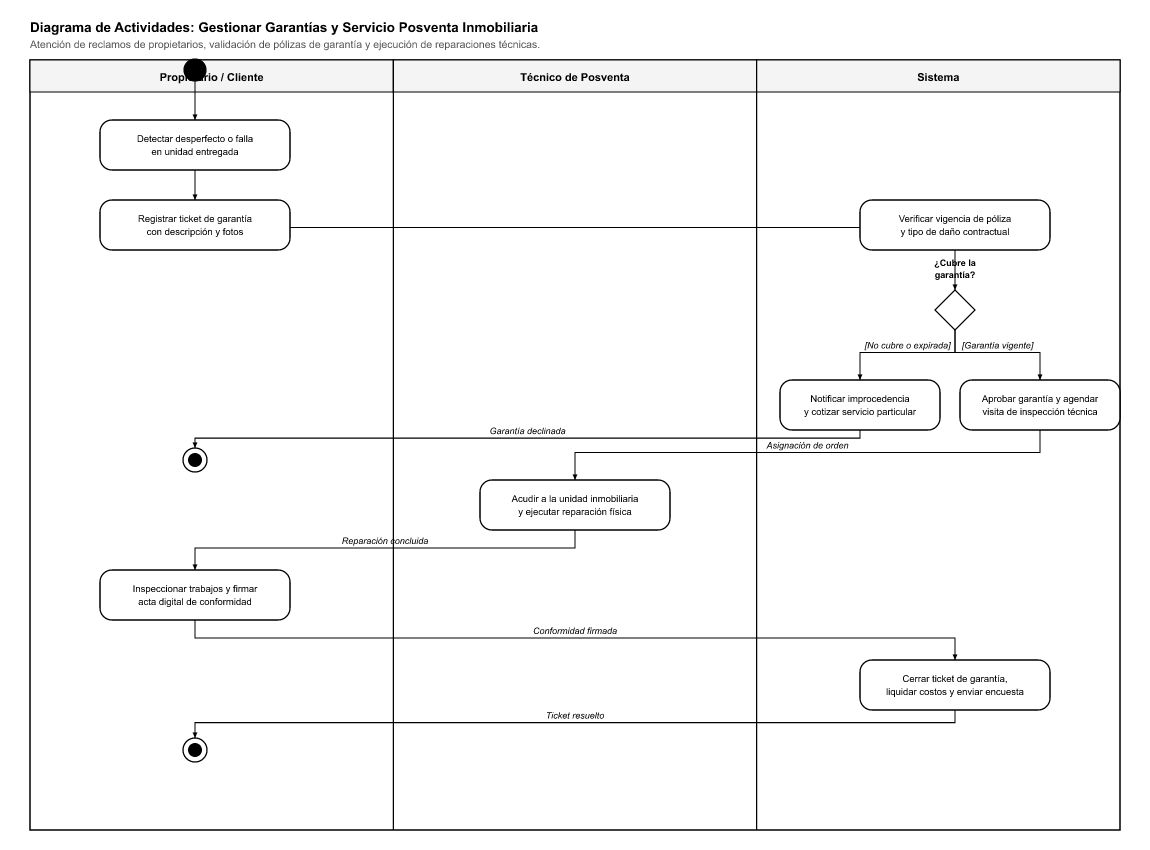 Diagrama de Actividades: Gestionar Garantías y Servicio Posventa Inmobiliaria
Atención de reclamos de propietarios, validación de pólizas de garantía y ejecución de reparaciones técnicas.
Propietario / Cliente
Técnico de Posventa
Sistema
Detectar desperfecto o falla
en unidad entregada
Registrar ticket de garantía
con descripción y fotos
Verificar vigencia de póliza
y tipo de daño contractual
¿Cubre la
garantía?
[No cubre o expirada]
[Garantía vigente]
Notificar improcedencia
y cotizar servicio particular
Aprobar garantía y agendar
visita de inspección técnica
Garantía declinada
Asignación de orden
Acudir a la unidad inmobiliaria
y ejecutar reparación física
Reparación concluida
Inspeccionar trabajos y firmar
acta digital de conformidad
Conformidad firmada
Cerrar ticket de garantía,
liquidar costos y enviar encuesta
Ticket resuelto